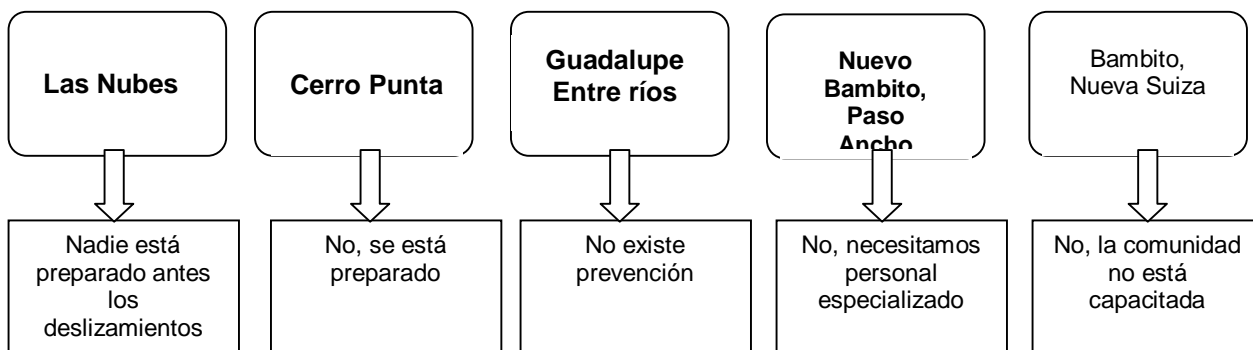 Las Nubes
Cerro Punta
Guadalupe
Entre ríos
Nuevo
Bambito,
Paso
Ancho
Bambito,
Nueva Suiza
Nadie está
preparado antes
los
deslizamientos
No, se está
preparado
No existe
prevención
No, necesitamos
personal
especializado
No, la comunidad
no está
capacitada